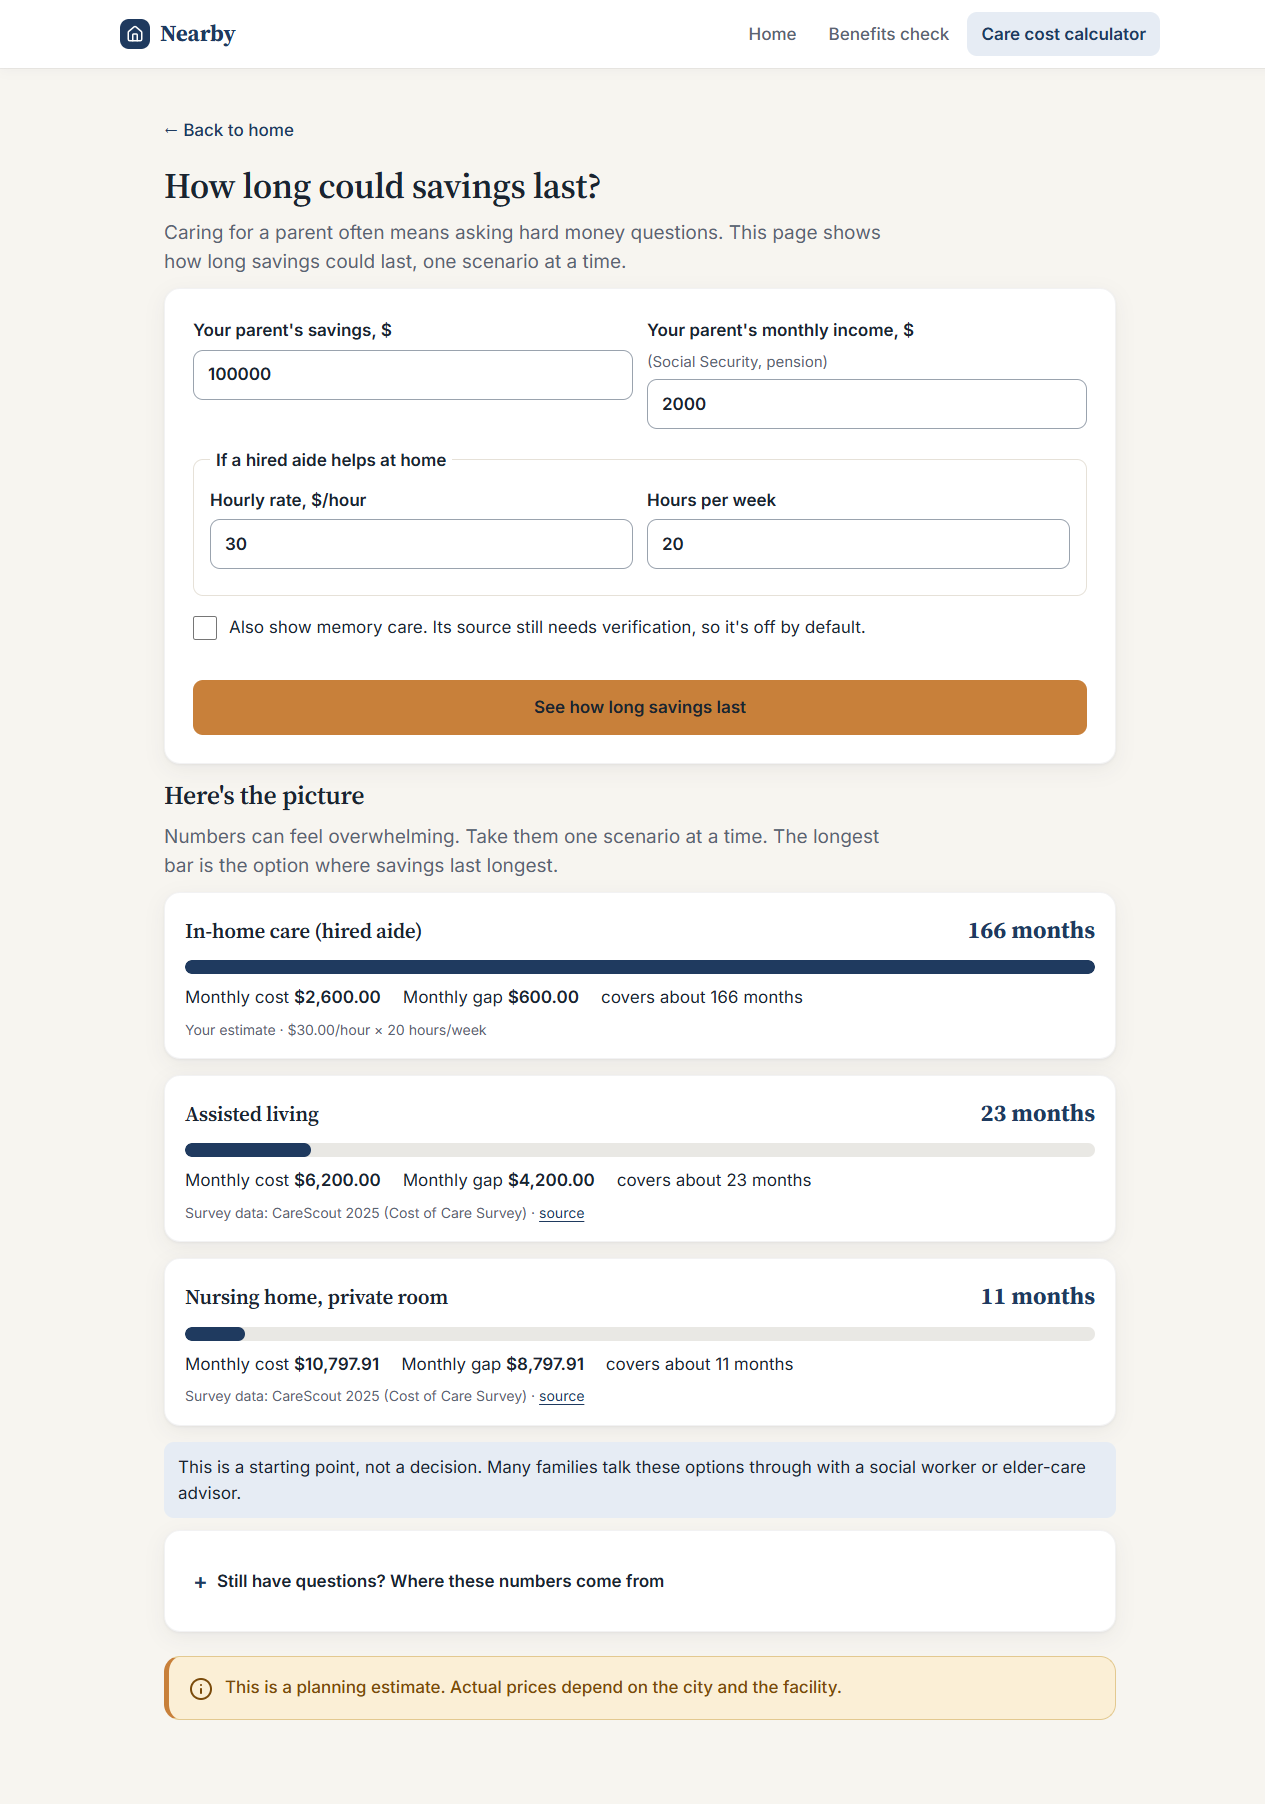 Nearby
Home
Benefits check
Care cost calculator
← Back to home
How long could savings last?
Caring for a parent often means asking hard money questions. This page shows
how long savings could last, one scenario at a time.
Your parent's savings, $
100000
Your parent's monthly income, $
(Social Security, pension)
2000
If a hired aide helps at home
Hourly rate, $/hour
30
Hours per week
20
Also show memory care. Its source still needs verification, so it's off by default.
See how long savings last
Here's the picture
Numbers can feel overwhelming. Take them one scenario at a time. The longest
bar is the option where savings last longest.
In-home care (hired aide)
166 months
Monthly cost $2,600.00 Monthly gap $600.00 covers about 166 months
Your estimate · $30.00/hour × 20 hours/week
Assisted living
23 months
Monthly cost $6,200.00 Monthly gap $4,200.00 covers about 23 months
Survey data: CareScout 2025 (Cost of Care Survey) · source
Nursing home, private room
11 months
Monthly cost $10,797.91 Monthly gap $8,797.91 covers about 11 months
Survey data: CareScout 2025 (Cost of Care Survey) · source
This is a starting point, not a decision. Many families talk these options through with a social worker or elder-care
advisor.
+ Still have questions? Where these numbers come from
This is a planning estimate. Actual prices depend on the city and the facility.